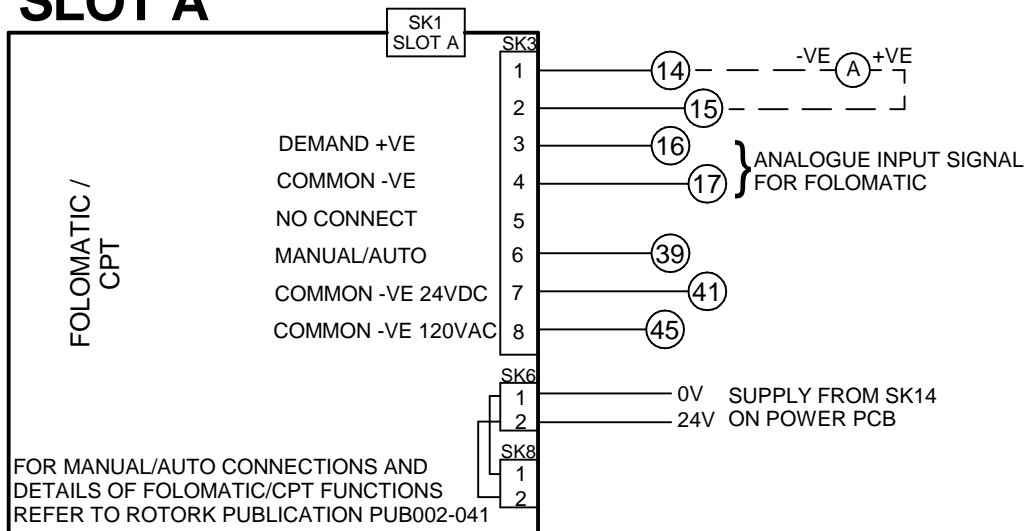 SLOT A
SK1
SLOT A
SK3
1
14
-VE
A
+VE
2
15
DEMAND +VE
3
16
ANALOGUE INPUT SIGNAL
COMMON -VE
4
17
FOR FOLOMATIC
NO CONNECT
5
MANUAL/AUTO
6
39
COMMON -VE 24VDC
7
41
COMMON -VE 120VAC
8
45
FOLOMATIC /
CPT
SK6
1
0V
SUPPLY FROM SK14
2
24V
ON POWER PCB
SK8
1
2
FOR MANUAL/AUTO CONNECTIONS AND
DETAILS OF FOLOMATIC/CPT FUNCTIONS
REFER TO ROTORK PUBLICATION PUB002-041